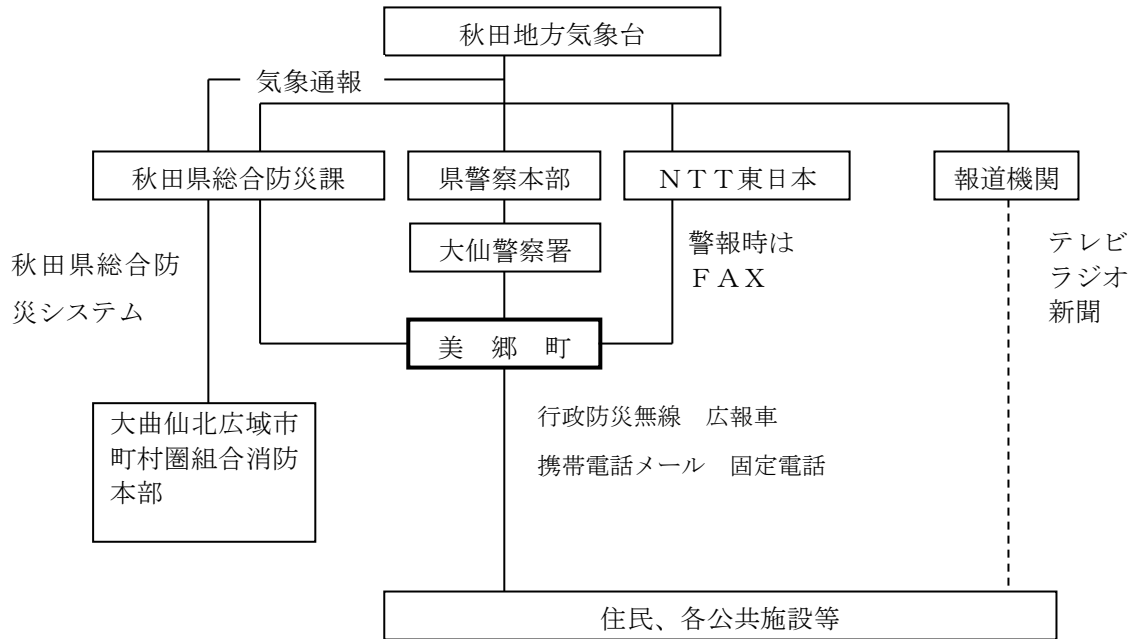 秋田地方気象台
気象通報
秋田県総合防災課
県警察本部
ＮＴＴ東日本
報道機関
大仙警察署
警報時は
ＦＡＸ
テレビ
ラジオ
新聞
秋田県総合防
災システム
美　郷　町
大曲仙北広域市
町村圏組合消防
本部
行政防災無線　広報車
携帯電話メール　固定電話
住民、各公共施設等